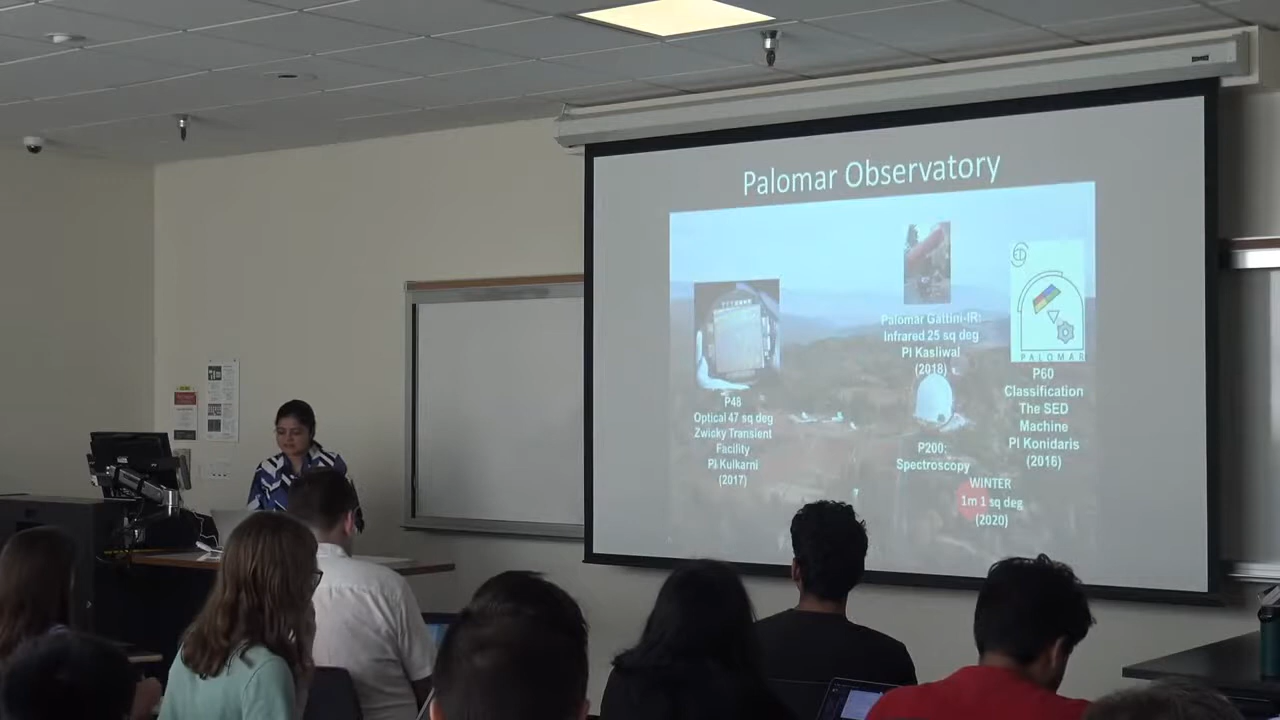 Palomar Observatory
P48
Optical 47 sq deg
Zwicky Transient
Facility
PI Kulkarni
(2017)
Palomar Gattini-IR:
Infrared 25 sq deg
PI Kasliwal
(2018)
P200:
Spectroscopy
WINTER
1m 1 sq deg
(2020)
PALOMAR
P60
Classification
The SED
Machine
PI Konidaris
(2016)